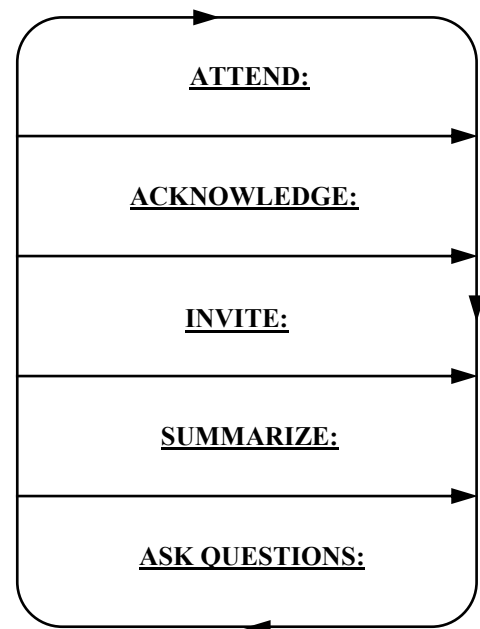 ATTEND:
ACKNOWLEDGE:
INVITE:
SUMMARIZE:
ASK QUESTIONS: